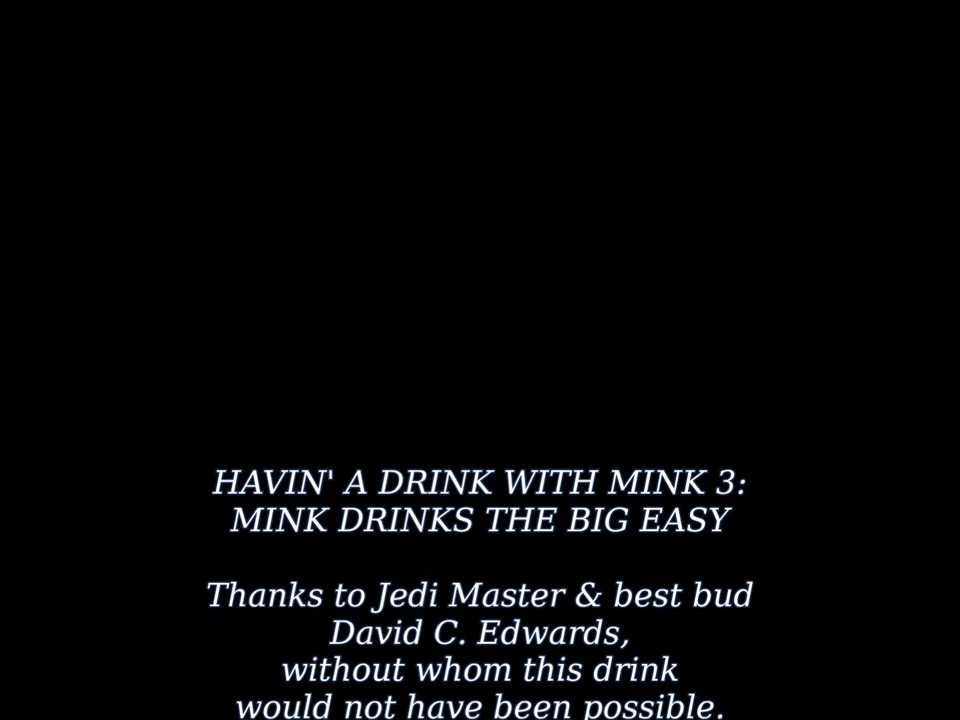 HAVIN' A DRINK WITH MINK 3:
MINK DRINKS THE BIG EASY
Thanks to Jedi Master & best bud
David C. Edwards,
without whom this drink
would not have been possible.